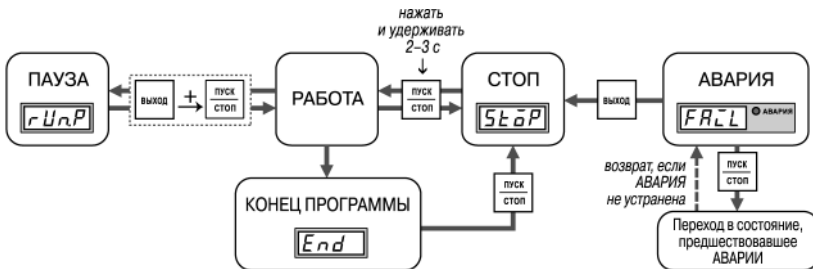 нажать
и удерживать
2–3 с
ПАУЗА
rUn.P
ВЫХОД
+
ПУСК
СТОП
РАБОТА
ПУСК
СТОП
СТОП
StoP
ВЫХОД
АВАРИЯ
FAiL
АВАРИЯ
КОНЕЦ ПРОГРАММЫ
End
ПУСК
СТОП
возврат, если
АВАРИЯ
не устранена
ПУСК
СТОП
Переход в состояние,
предшествовавшее
АВАРИИ